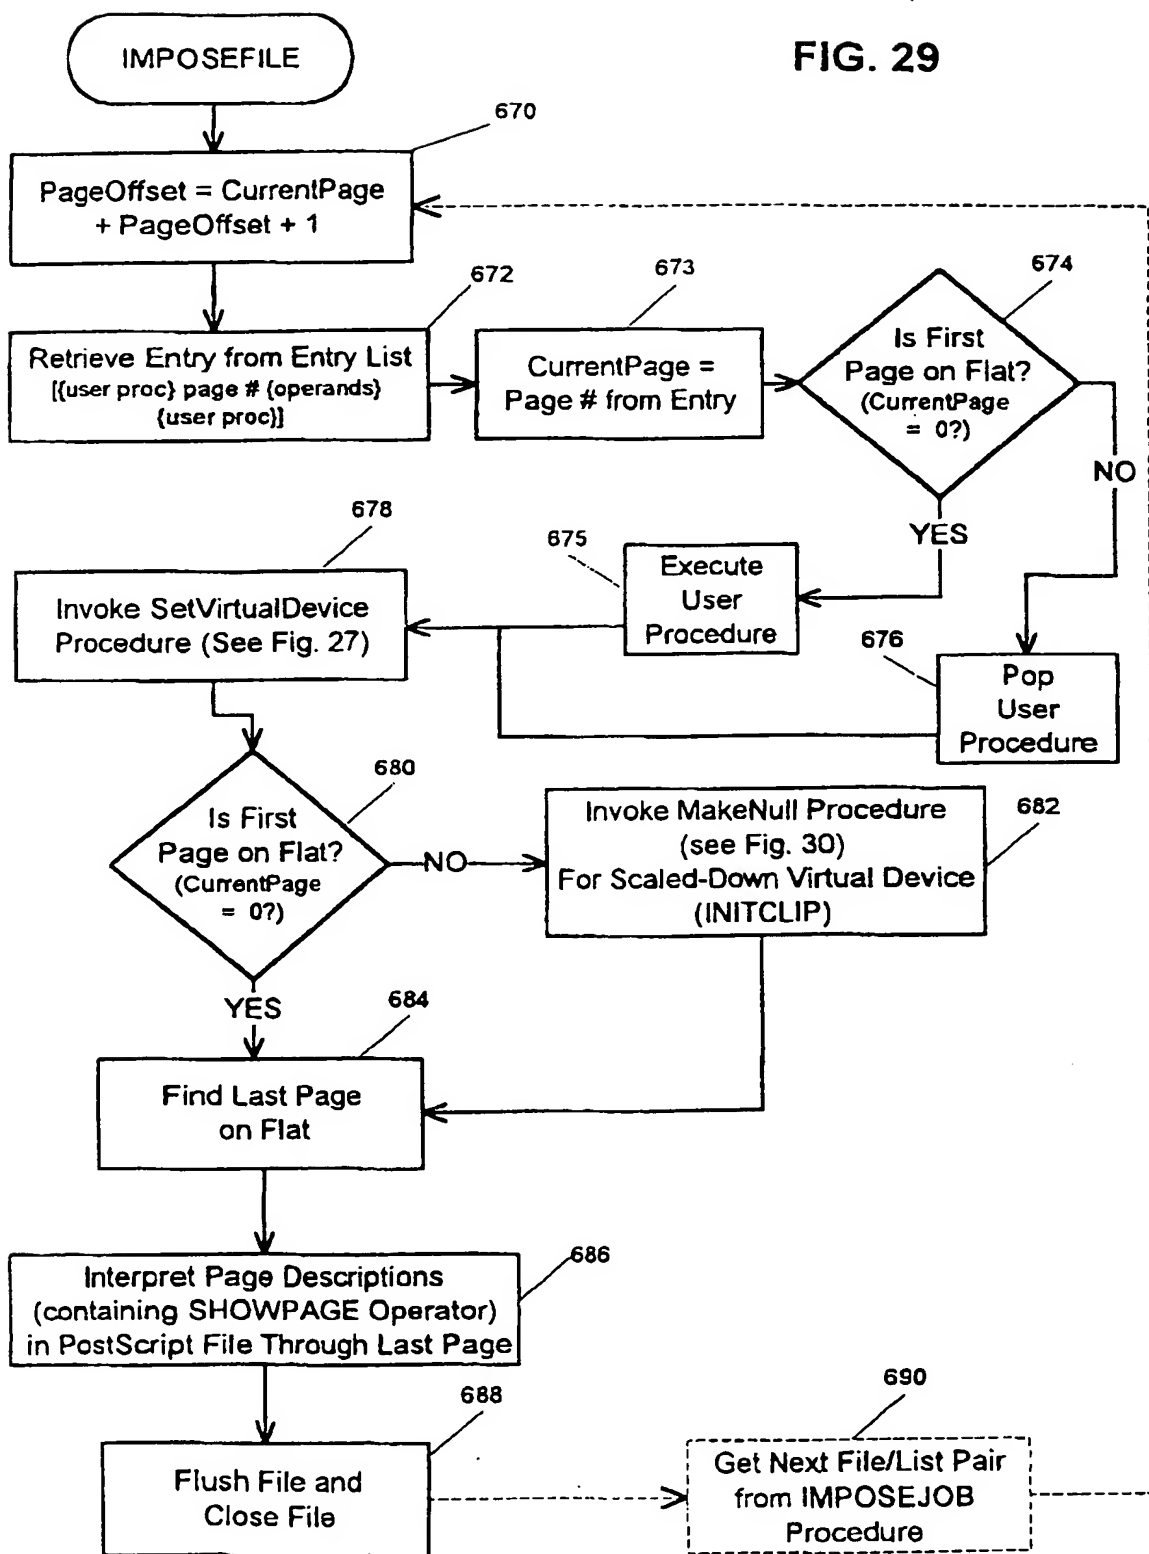 IMPOSEFILE
FIG. 29
670
PageOffset = CurrentPage
+ PageOffset + 1
672
Retrieve Entry from Entry List
[{user proc} page # {operands}
{user proc}]
673
CurrentPage =
Page # from Entry
674
Is First
Page on Flat?
(CurrentPage
= 0?)
NO
YES
675
Execute
User
Procedure
676
Pop
User
Procedure
678
Invoke SetVirtualDevice
Procedure (See Fig. 27)
680
Is First
Page on Flat?
(CurrentPage
= 0?)
NO
YES
682
Invoke MakeNull Procedure
(see Fig. 30)
For Scaled-Down Virtual Device
(INITCLIP)
684
Find Last Page
on Flat
686
Interpret Page Descriptions
(containing SHOWPAGE Operator)
in PostScript File Through Last Page
688
Flush File and
Close File
690
Get Next File/List Pair
from IMPOSEJOB
Procedure